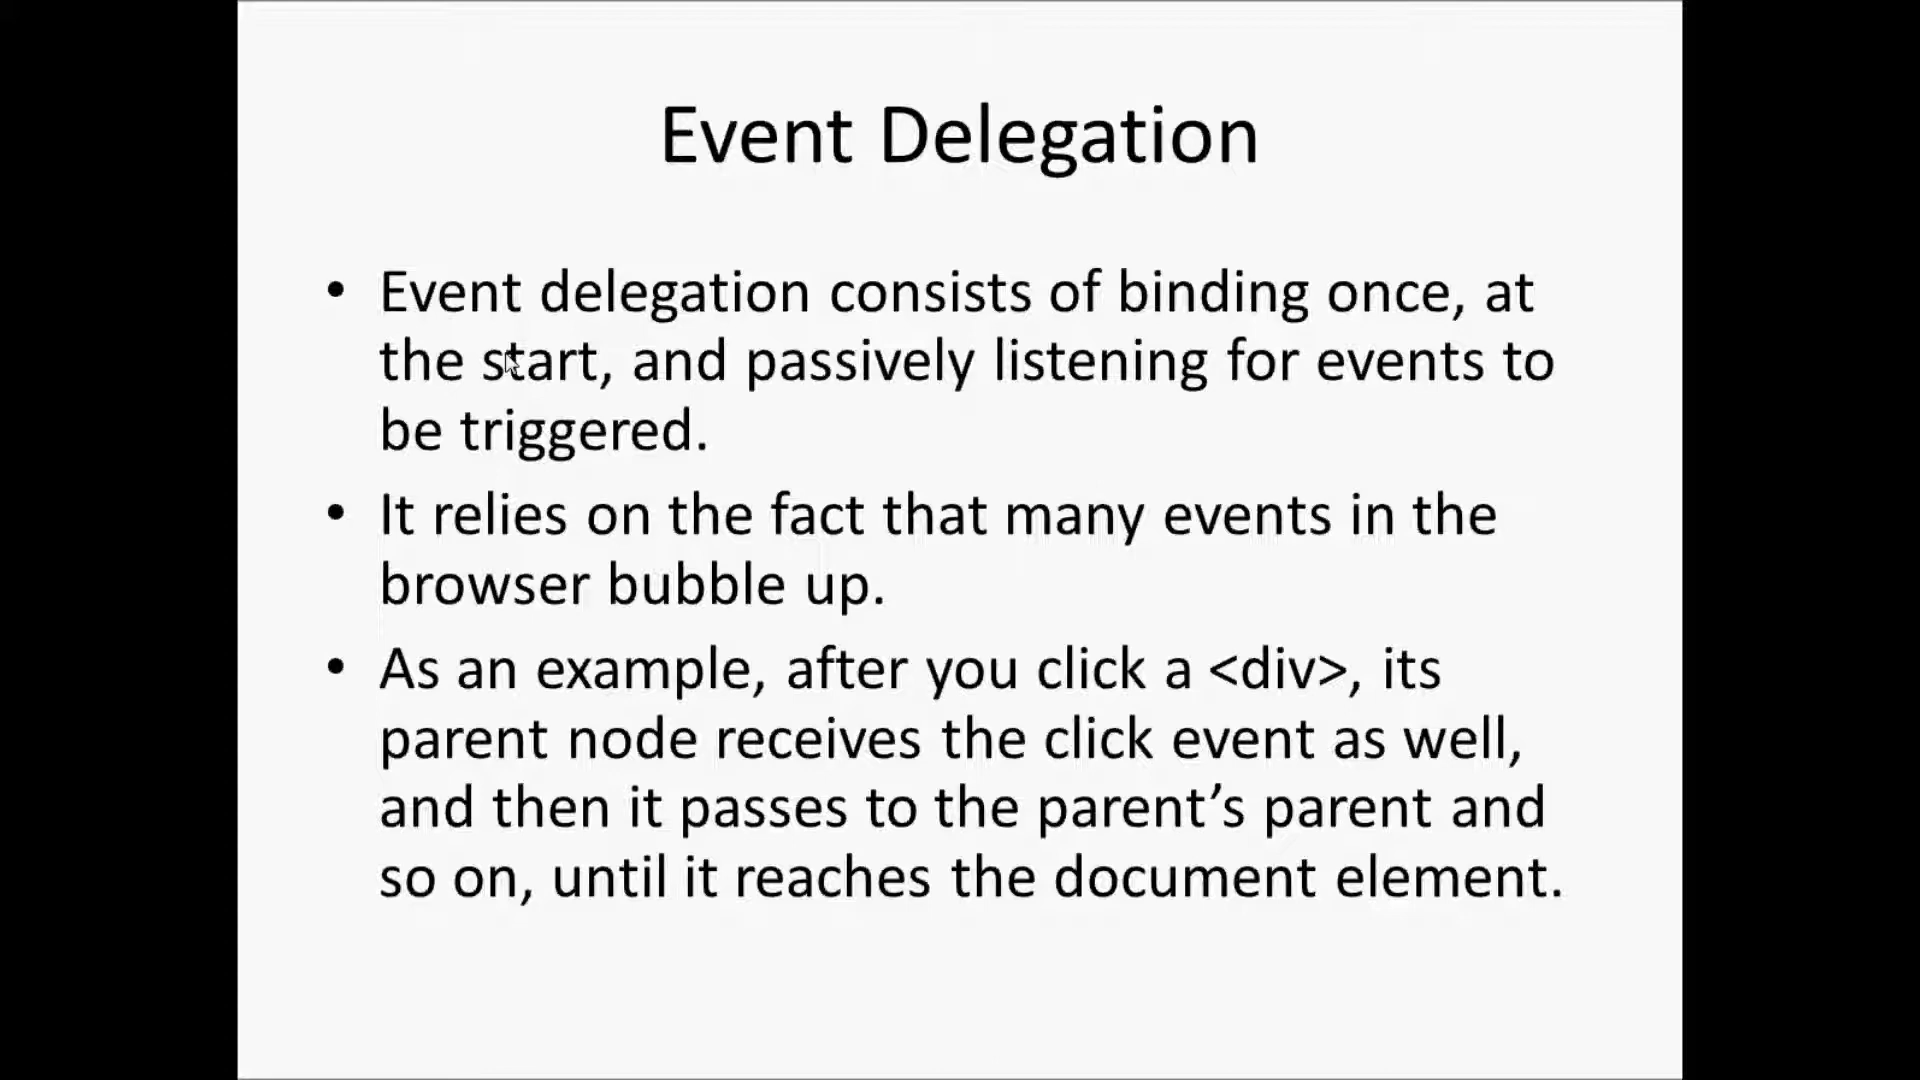 Event Delegation
• Event delegation consists of binding once, at
the start, and passively listening for events to
be triggered.
• It relies on the fact that many events in the
browser bubble up.
• As an example, after you click a <div>, its
parent node receives the click event as well,
and then it passes to the parent’s parent and
so on, until it reaches the document element.